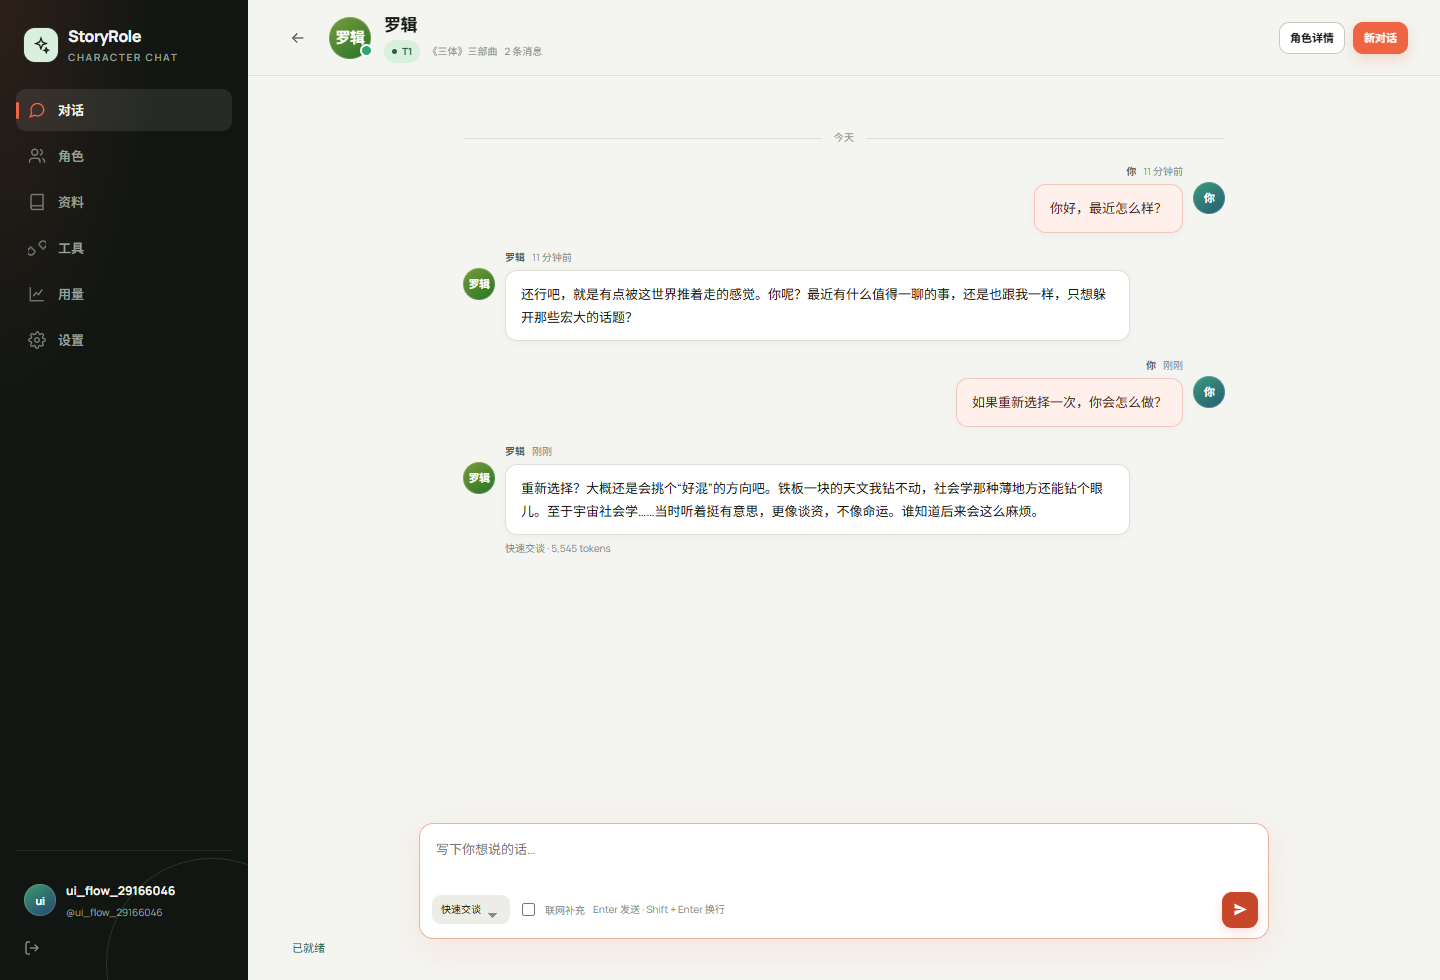 StoryRole
CHARACTER CHAT
对话
角色
资料
工具
用量
设置
ui
ui_flow_29166046
@ui_flow_29166046
罗辑
罗辑
T1 《三体》三部曲 2 条消息
角色详情
新对话
今天
你 11 分钟前
你好，最近怎么样？
你
罗辑 11 分钟前
罗辑
还行吧，就是有点被这世界推着走的感觉。你呢？最近有什么值得一聊的事，还是也跟我一样，只想躲
开那些宏大的话题？
你 刚刚
如果重新选择一次，你会怎么做？
你
罗辑 刚刚
罗辑
重新选择？大概还是会挑个“好混”的方向吧。铁板一块的天文我钻不动，社会学那种薄地方还能钻个眼
儿。至于宇宙社会学……当时听着挺有意思，更像谈资，不像命运。谁知道后来会这么麻烦。
快速交谈 · 5,545 tokens
写下你想说的话...
快速交谈
联网补充
Enter 发送 · Shift + Enter 换行
已就绪